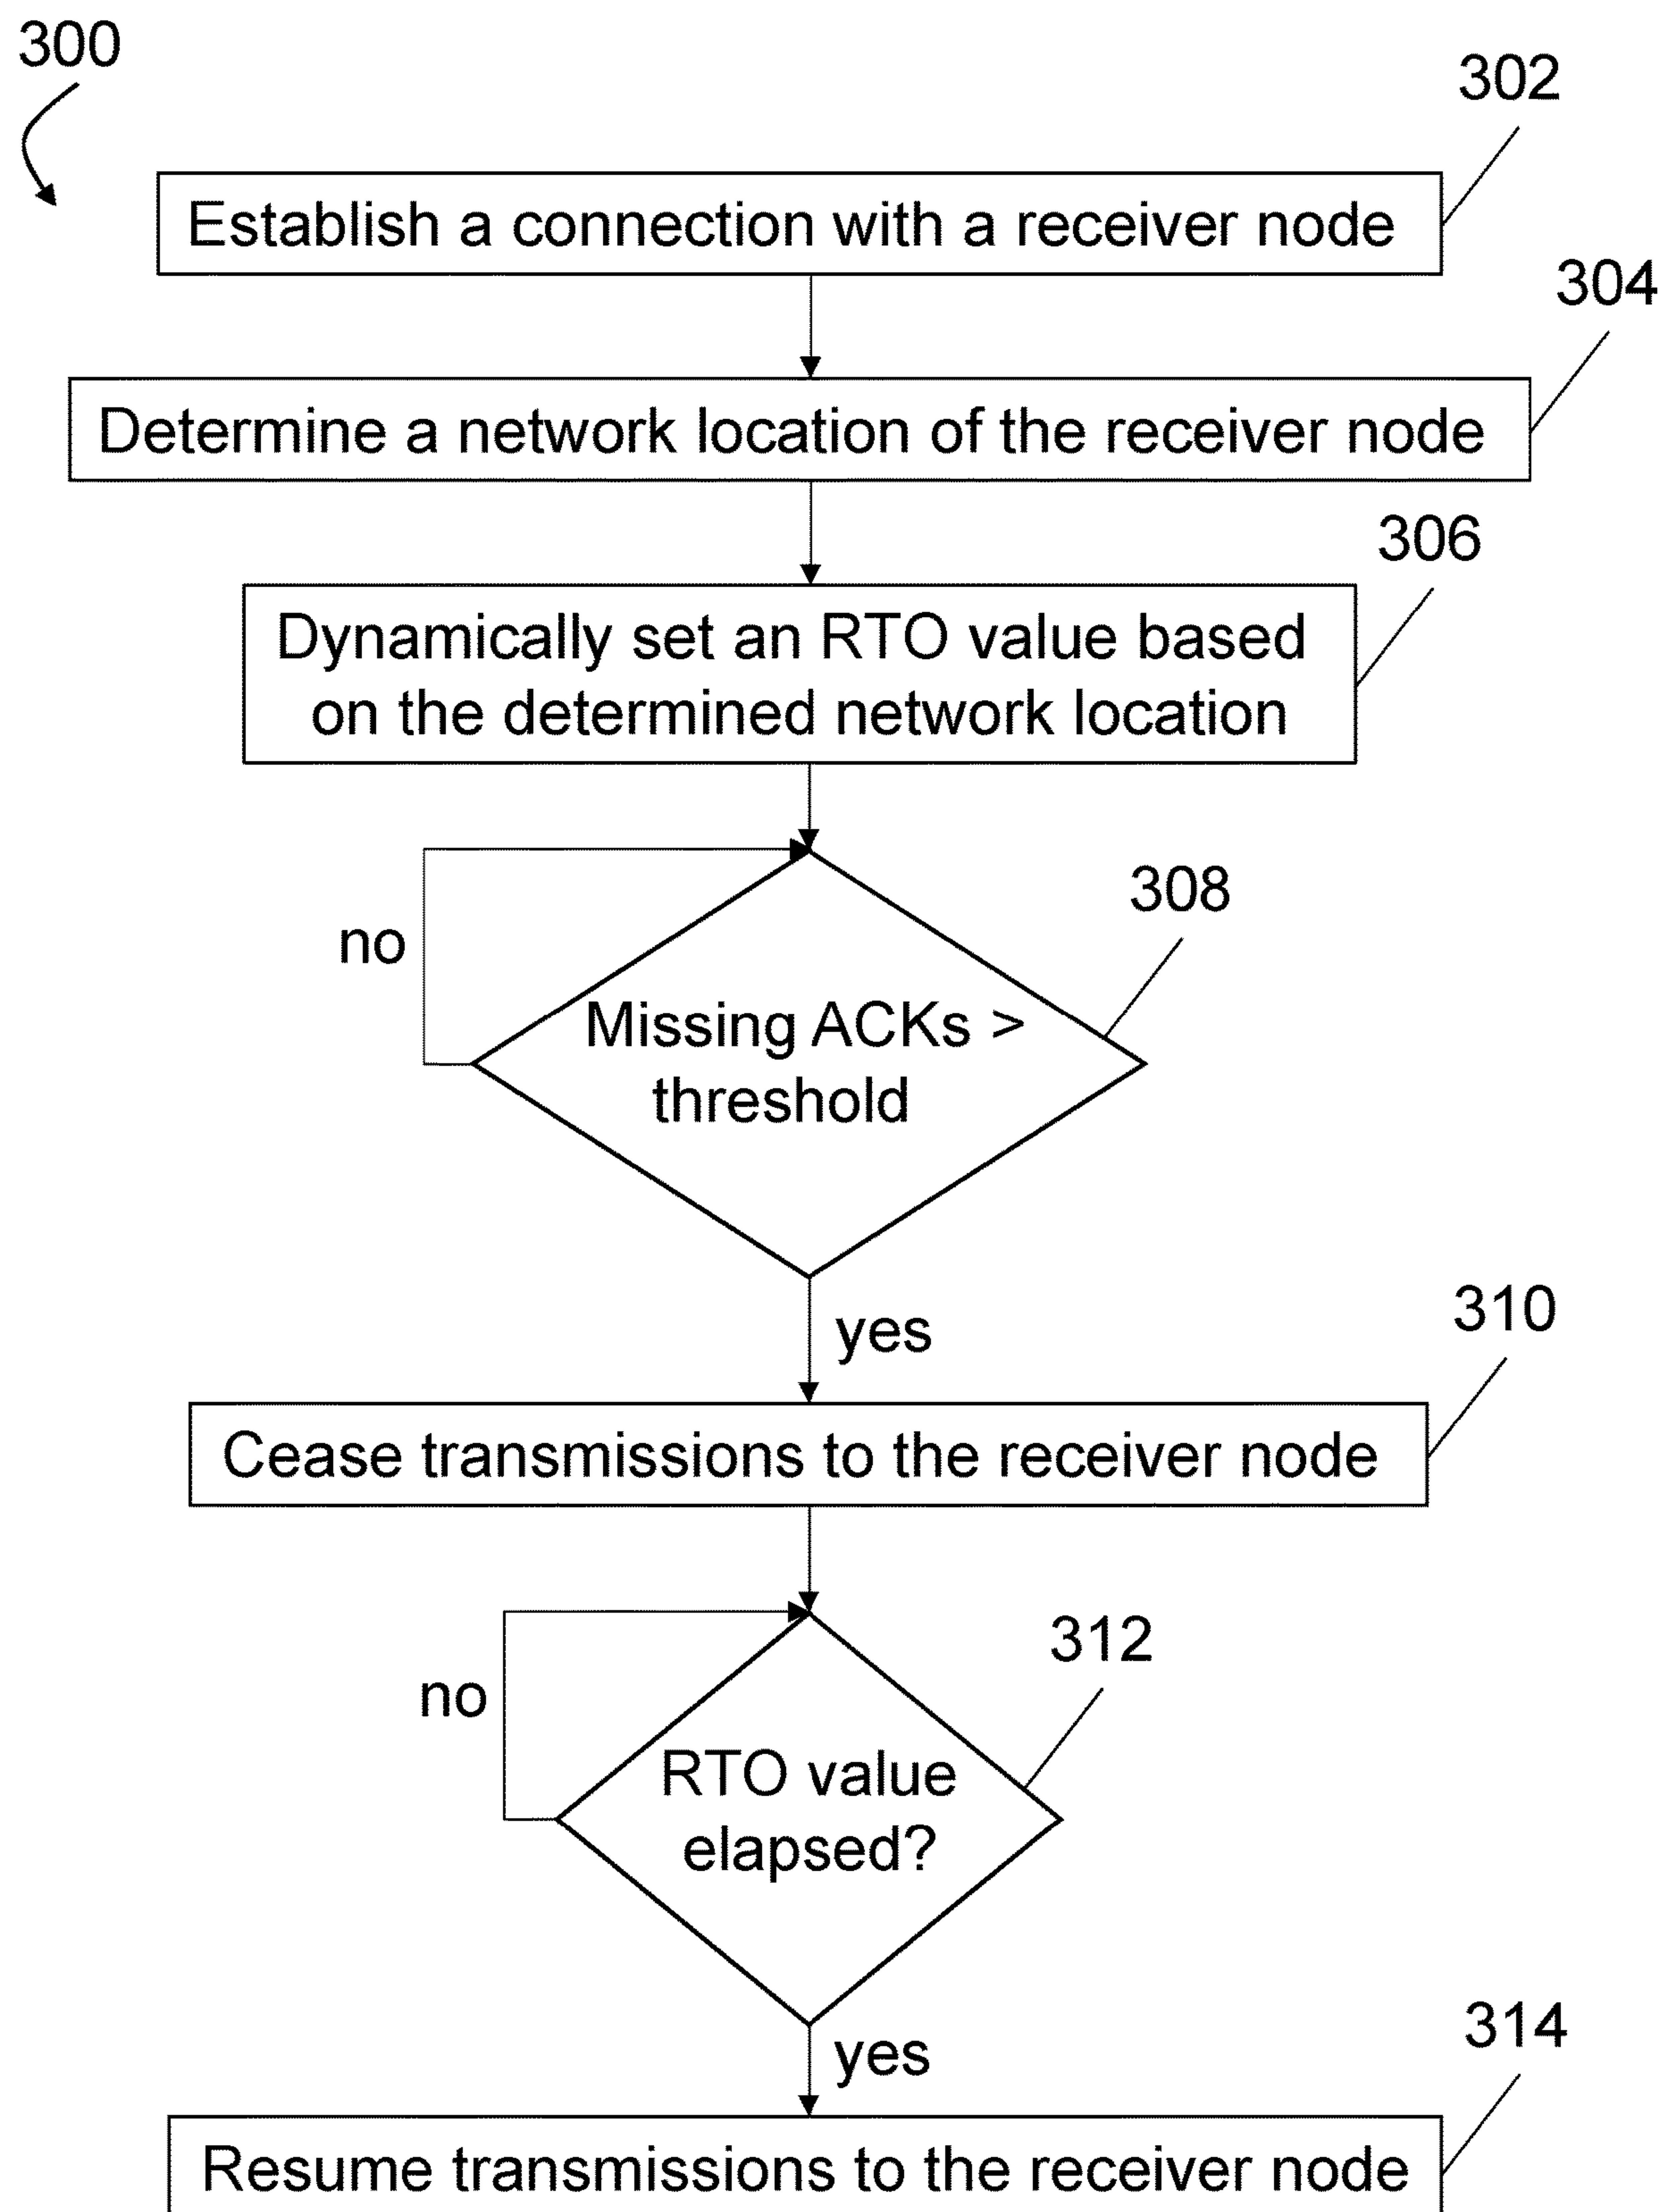 300
302
Establish a connection with a receiver node
304
Determine a network location of the receiver node
306
Dynamically set an RTO value based
on the determined network location
308
no
Missing ACKs >
threshold
yes
310
Cease transmissions to the receiver node
312
no
RTO value
elapsed?
yes
314
Resume transmissions to the receiver node